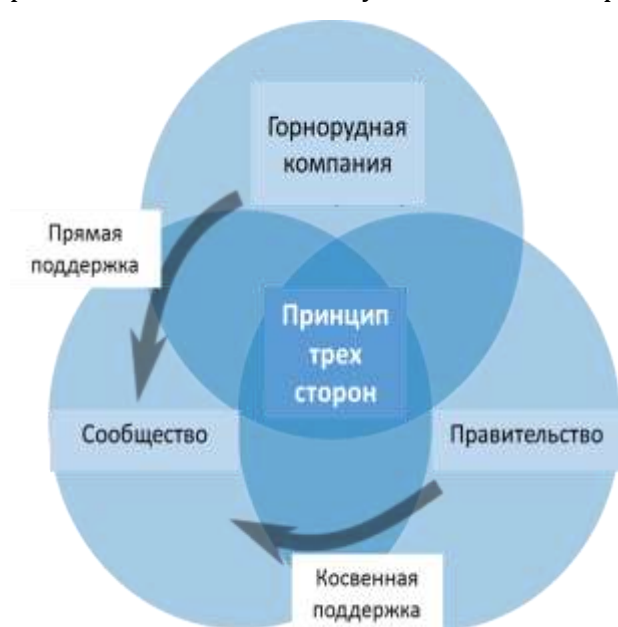 Горнорудная
компания
Прямая
поддержка
Принцип
трех
сторон
Сообщество
Правительство
Косвенная
поддержка